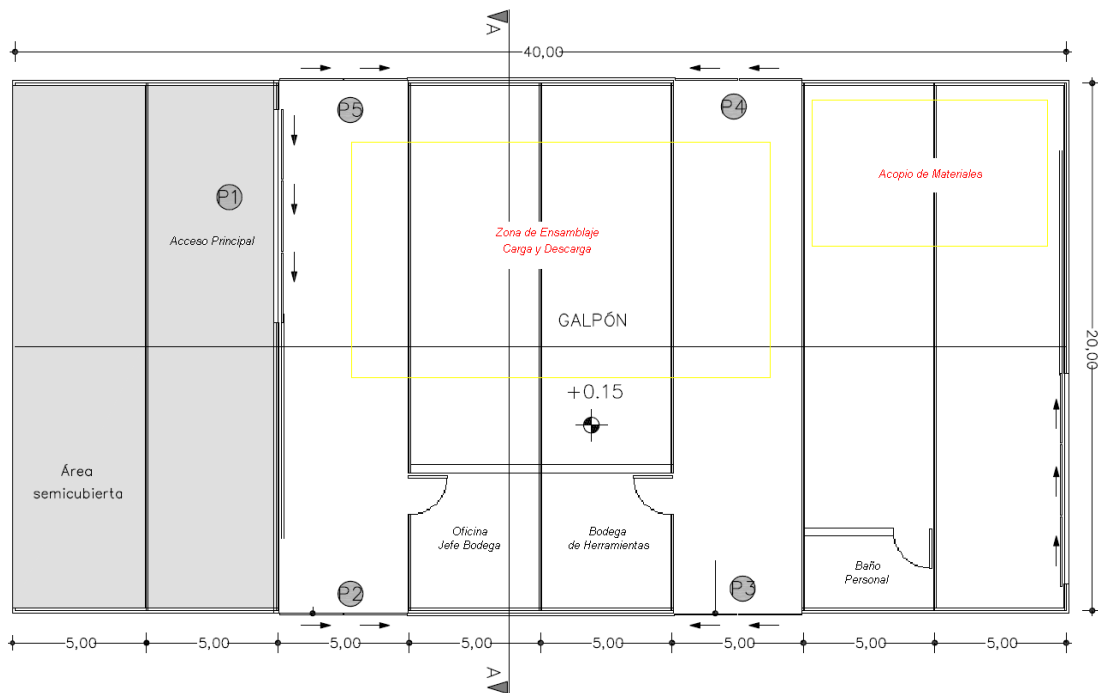 A
40,00
P5
P4
P1
Acopio de Materiales
Acceso Principal
Zona de Ensamblaje
Carga y Descarga
GALPÓN
20,00
+0.15
Área
semicubierta
Oficina
Jefe Bodega
Bodega
de Herramientas
Baño
Personal
P2
P3
5,00
5,00
5,00
5,00
5,00
5,00
5,00
5,00
A